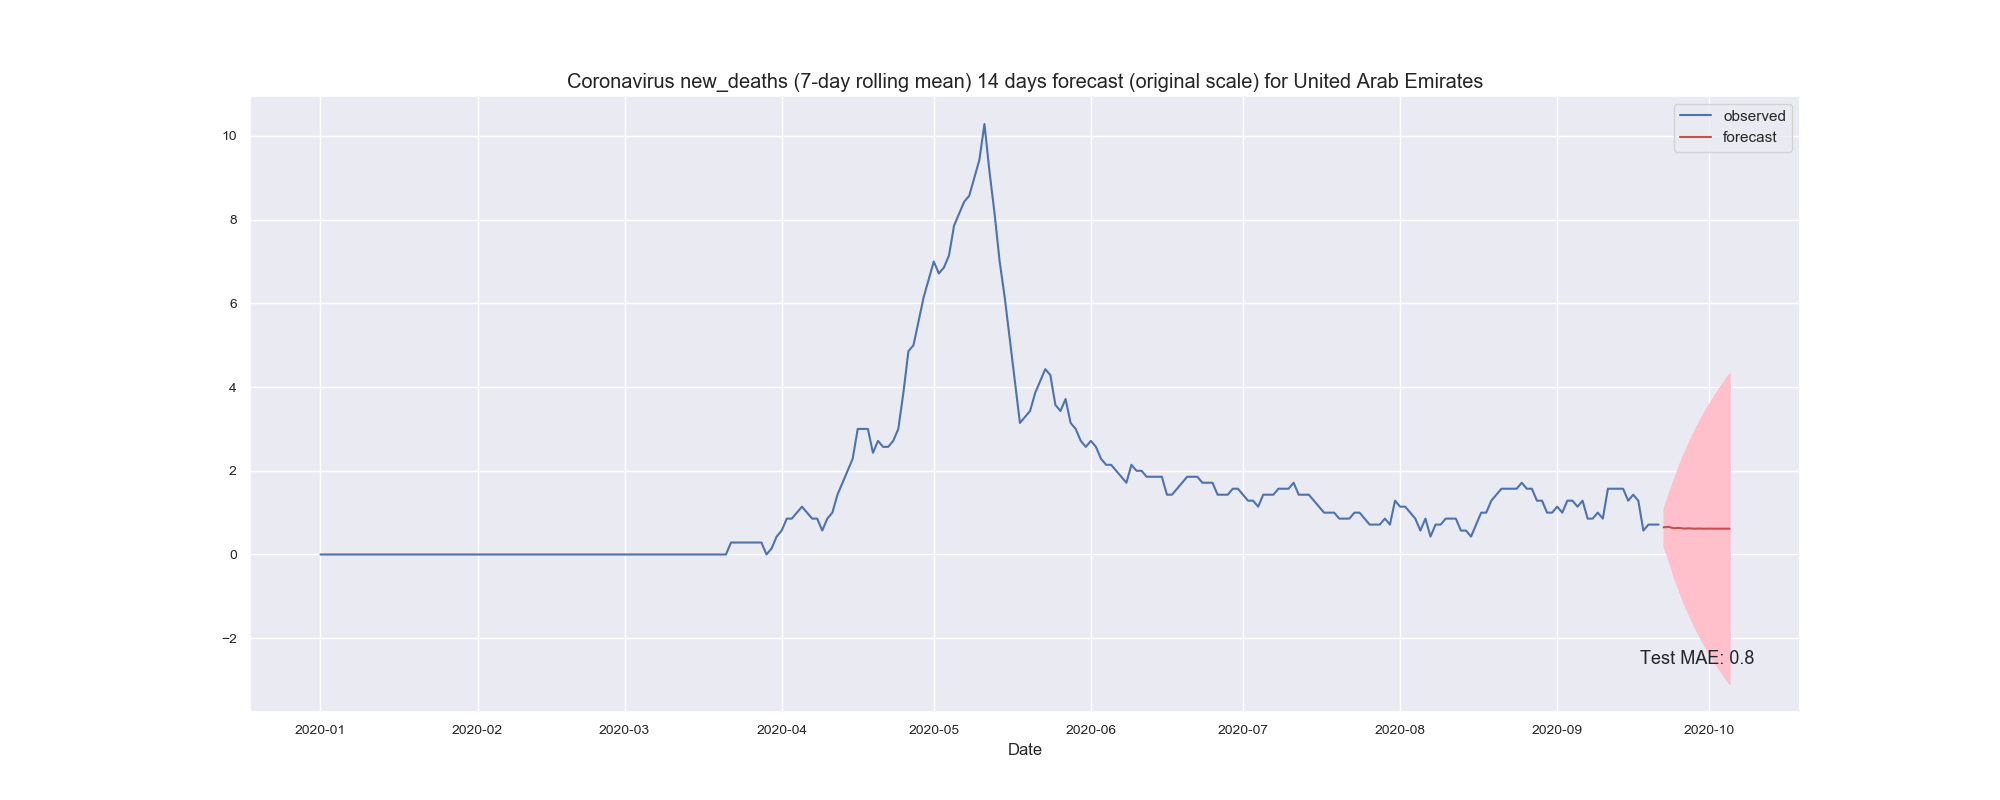 Coronavirus new_deaths (7-day rolling mean) 14 days forecast (original scale) for United Arab Emirates
observed
forecast
10
8
6
4
2
0
−2
Test MAE: 0.8
2020-01 2020-02 2020-03 2020-04 2020-05 2020-06 2020-07 2020-08 2020-09 2020-10
Date